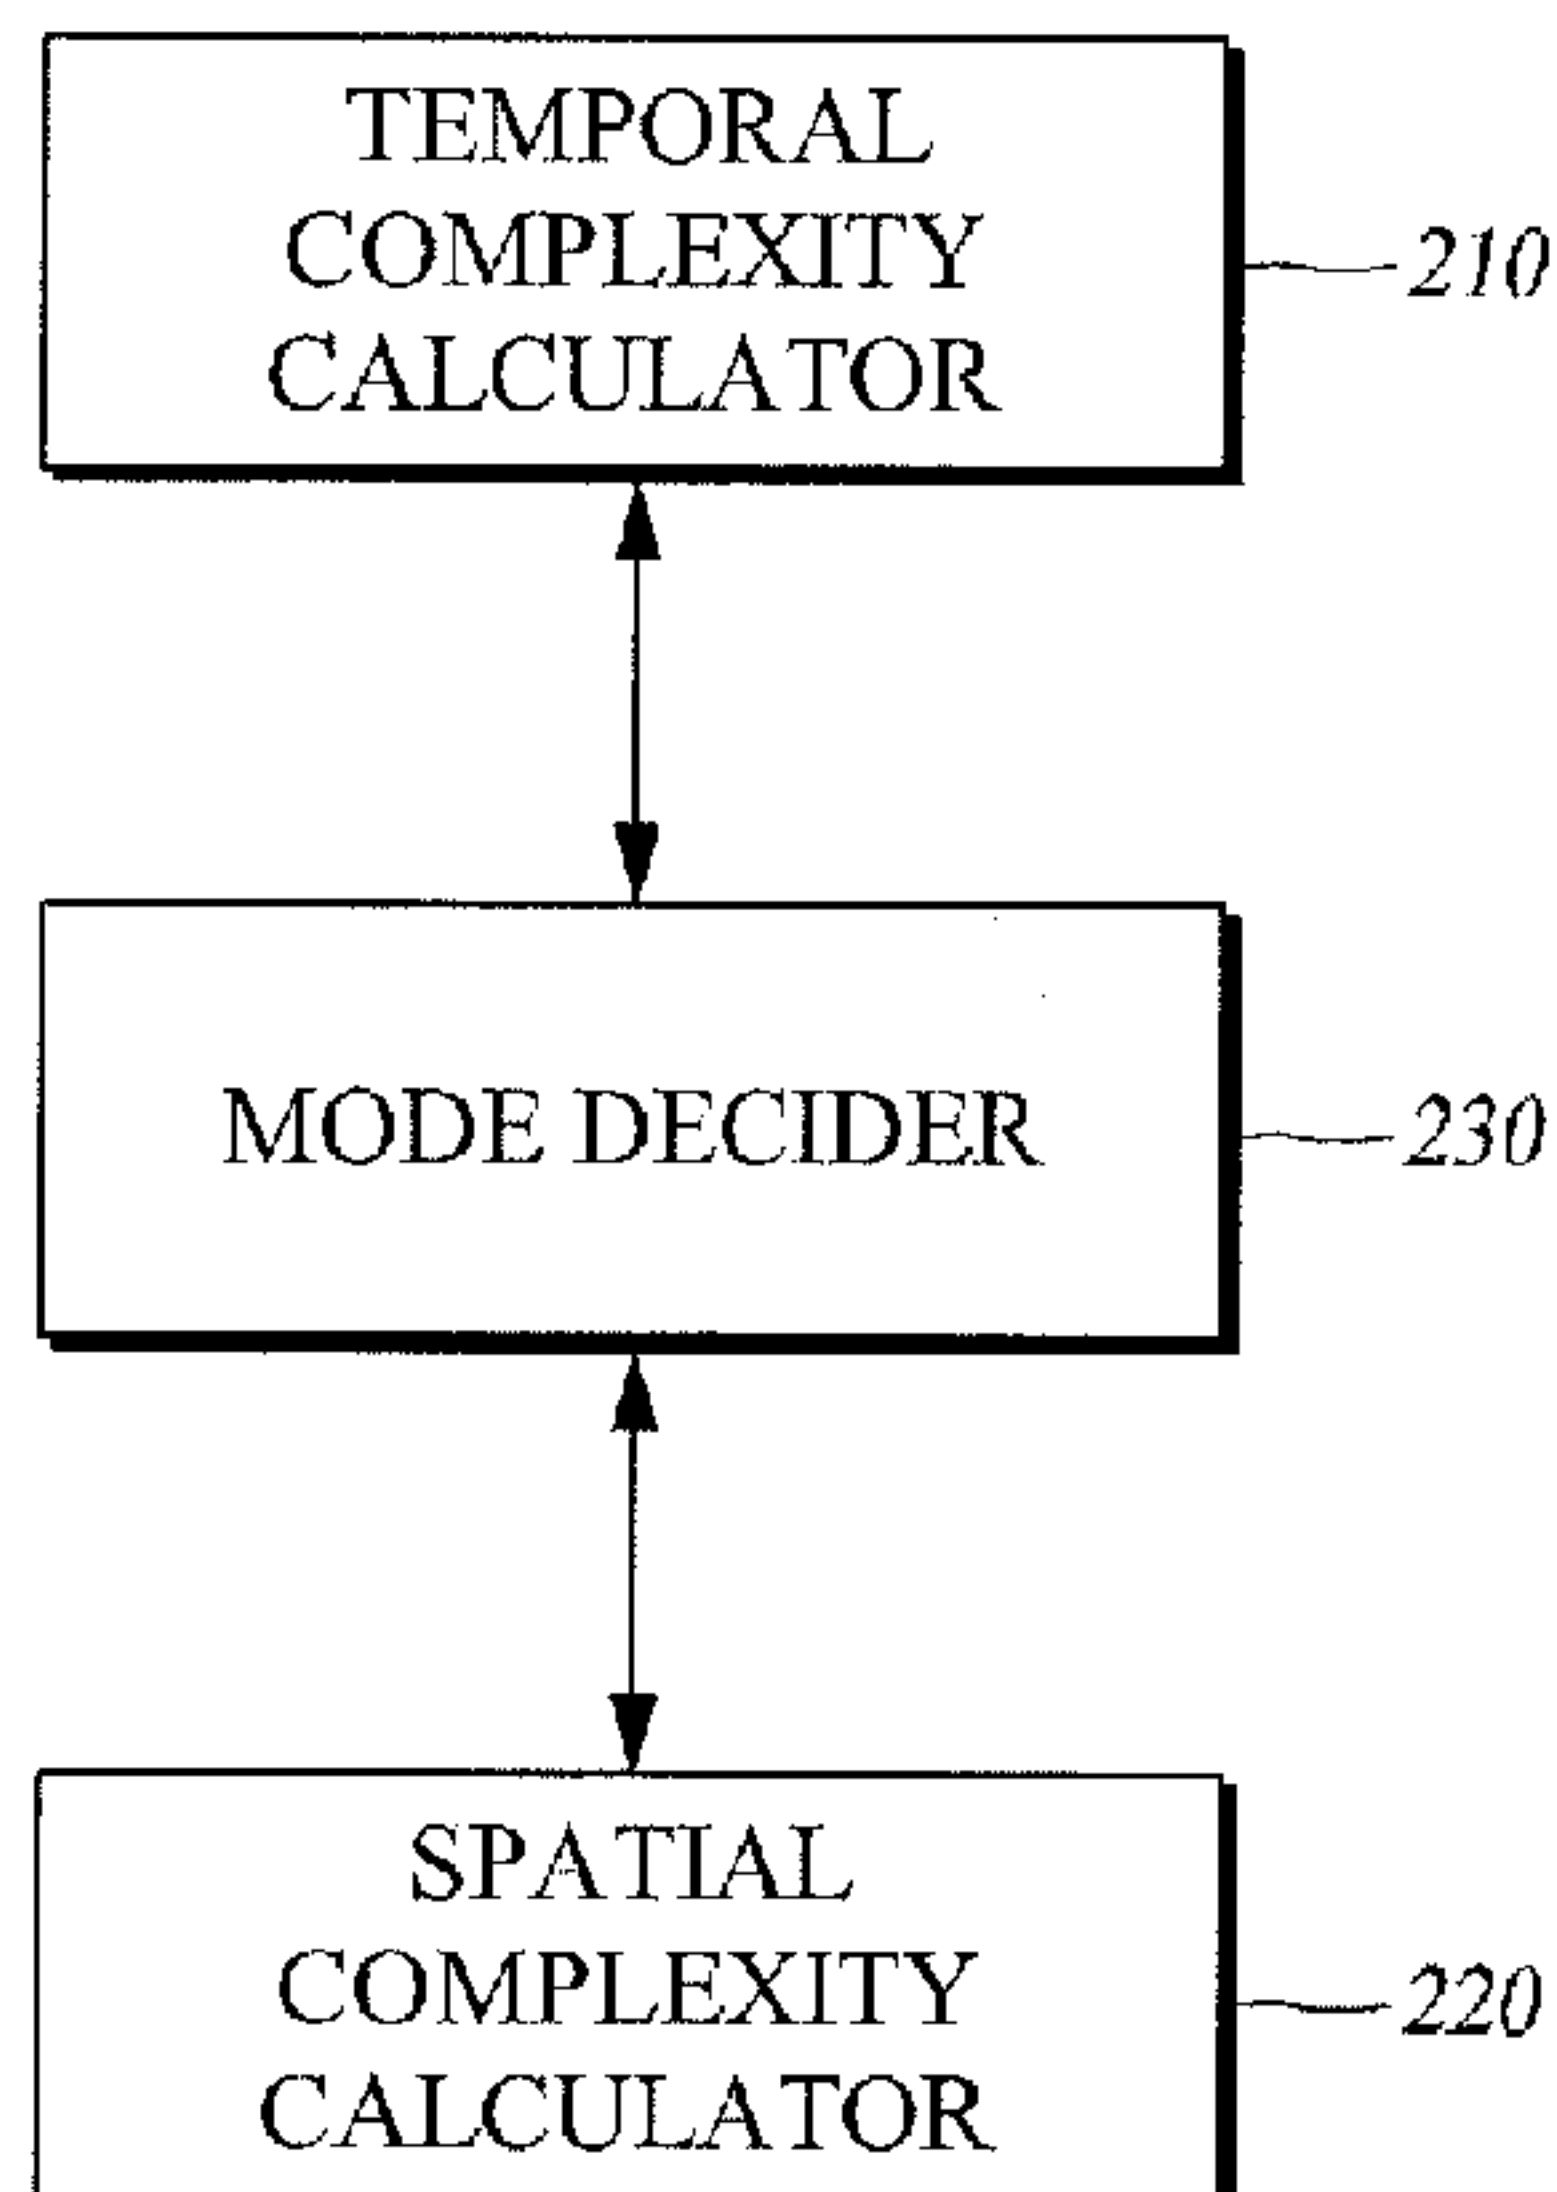 TEMPORAL
COMPLEXITY
CALCULATOR
210
MODE DECIDER
230
SPATIAL
COMPLEXITY
CALCULATOR
220